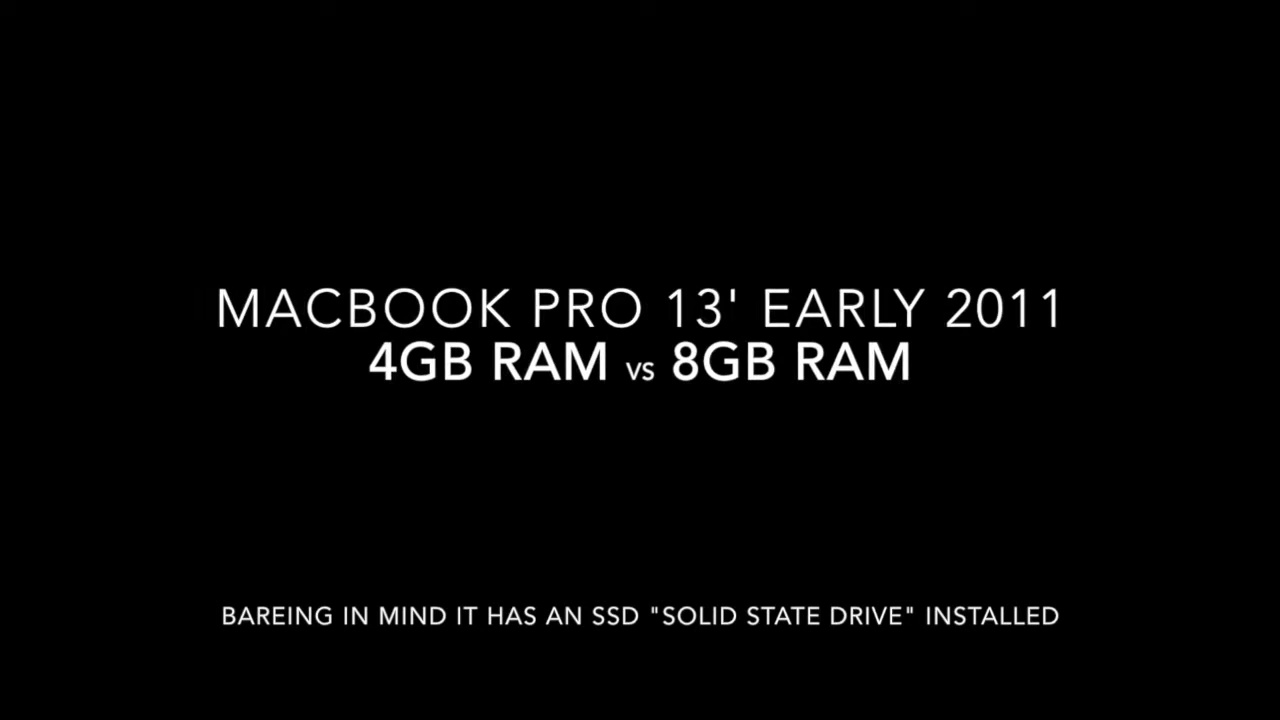 MACBOOK PRO 13' EARLY 2011
4GB RAM VS 8GB RAM
BAREING IN MIND IT HAS AN SSD "SOLID STATE DRIVE" INSTALLED